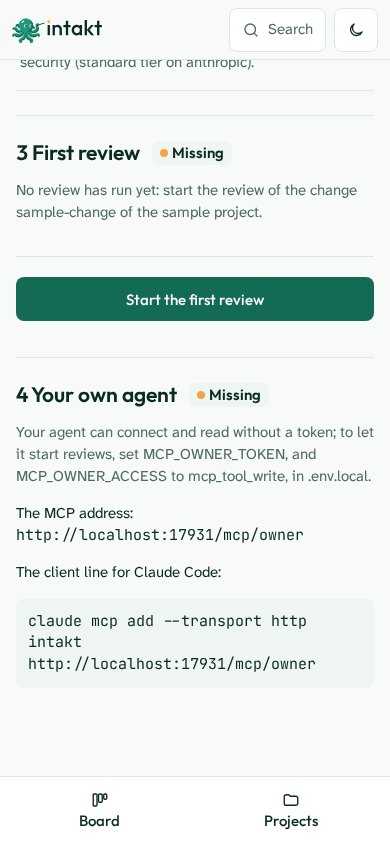 intakt
Search
security (standard tier on anthropic).
3 First review
Missing
No review has run yet: start the review of the change
sample-change of the sample project.
Start the first review
4 Your own agent
Missing
Your agent can connect and read without a token; to let
it start reviews, set MCP_OWNER_TOKEN, and
MCP_OWNER_ACCESS to mcp_tool_write, in .env.local.
The MCP address:
http://localhost:17931/mcp/owner
The client line for Claude Code:
claude mcp add --transport http
intakt
http://localhost:17931/mcp/owner
Board
Projects